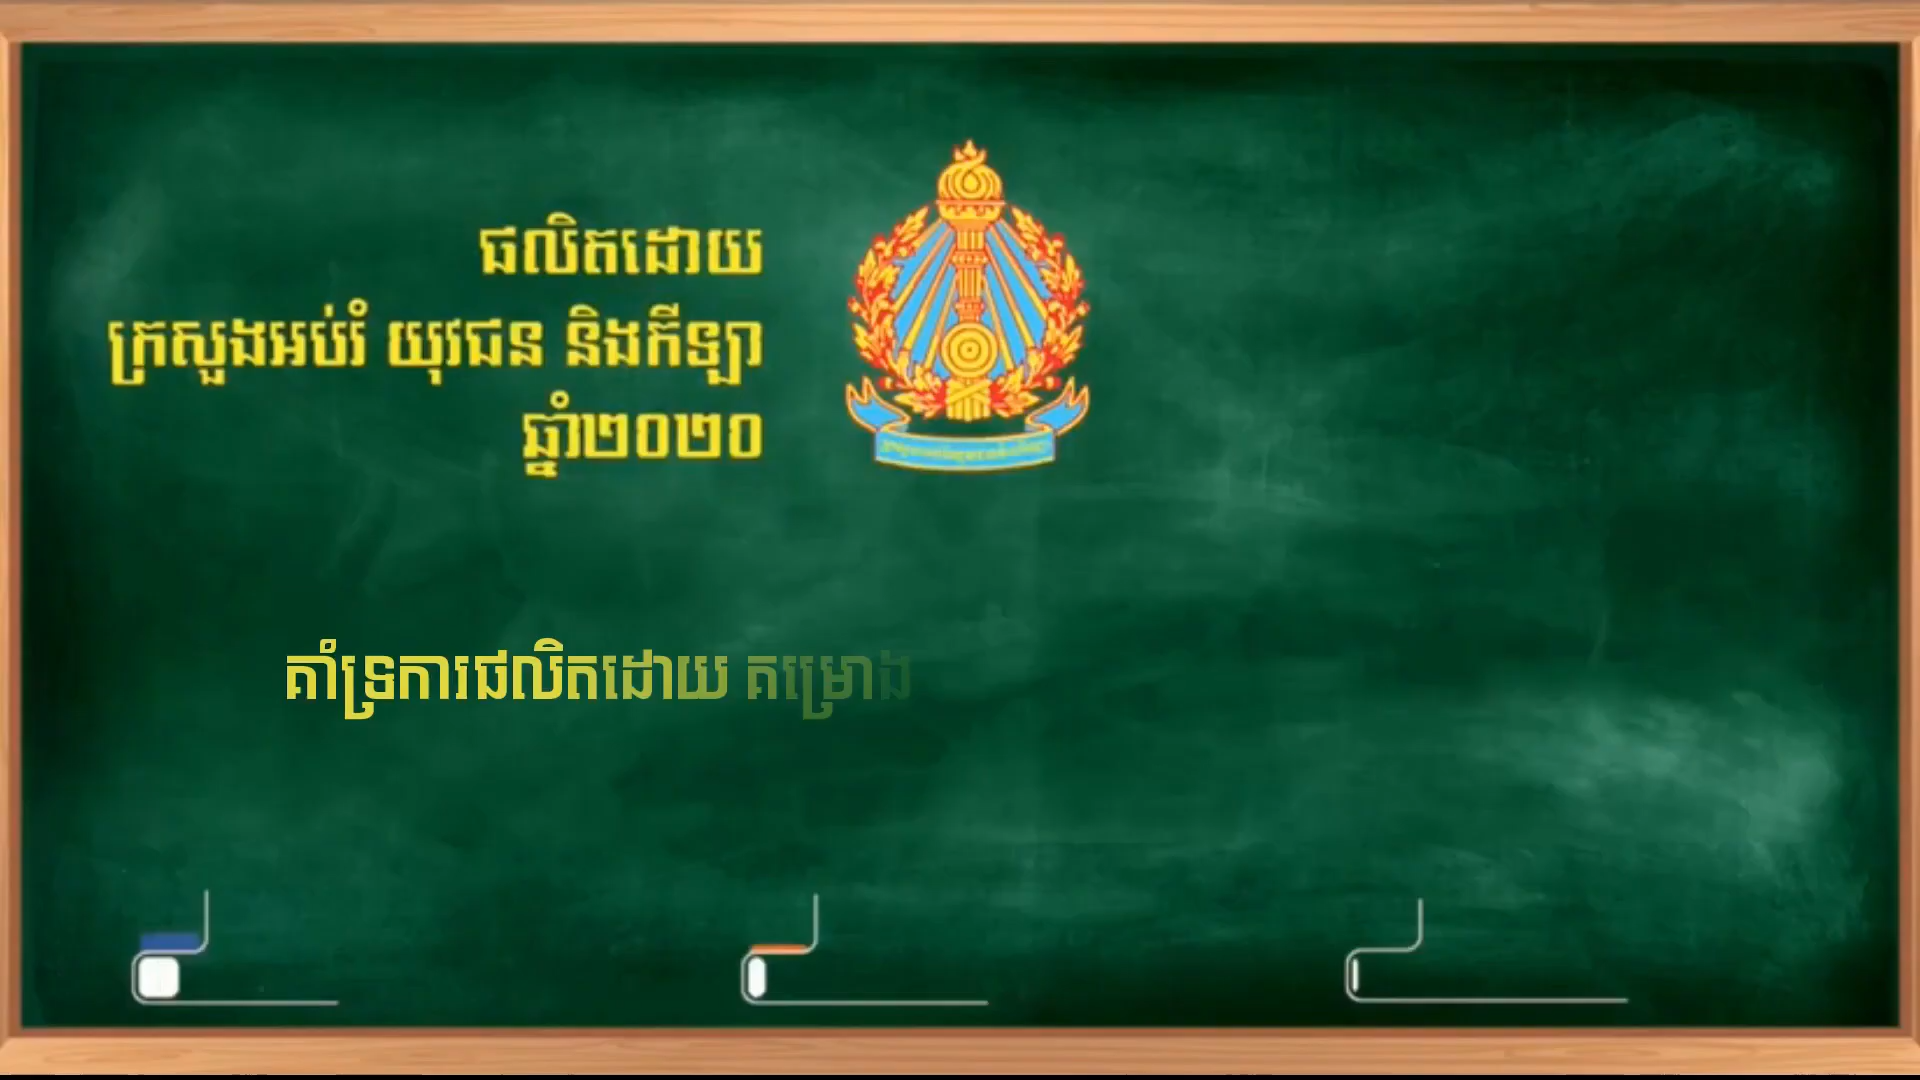 ផលិតដោយ
ក្រសួងអប់រំ យុវជន និងកីឡា
ឆ្នាំ២០២០
គាំទ្រការផលិតដោយ គម្រោង